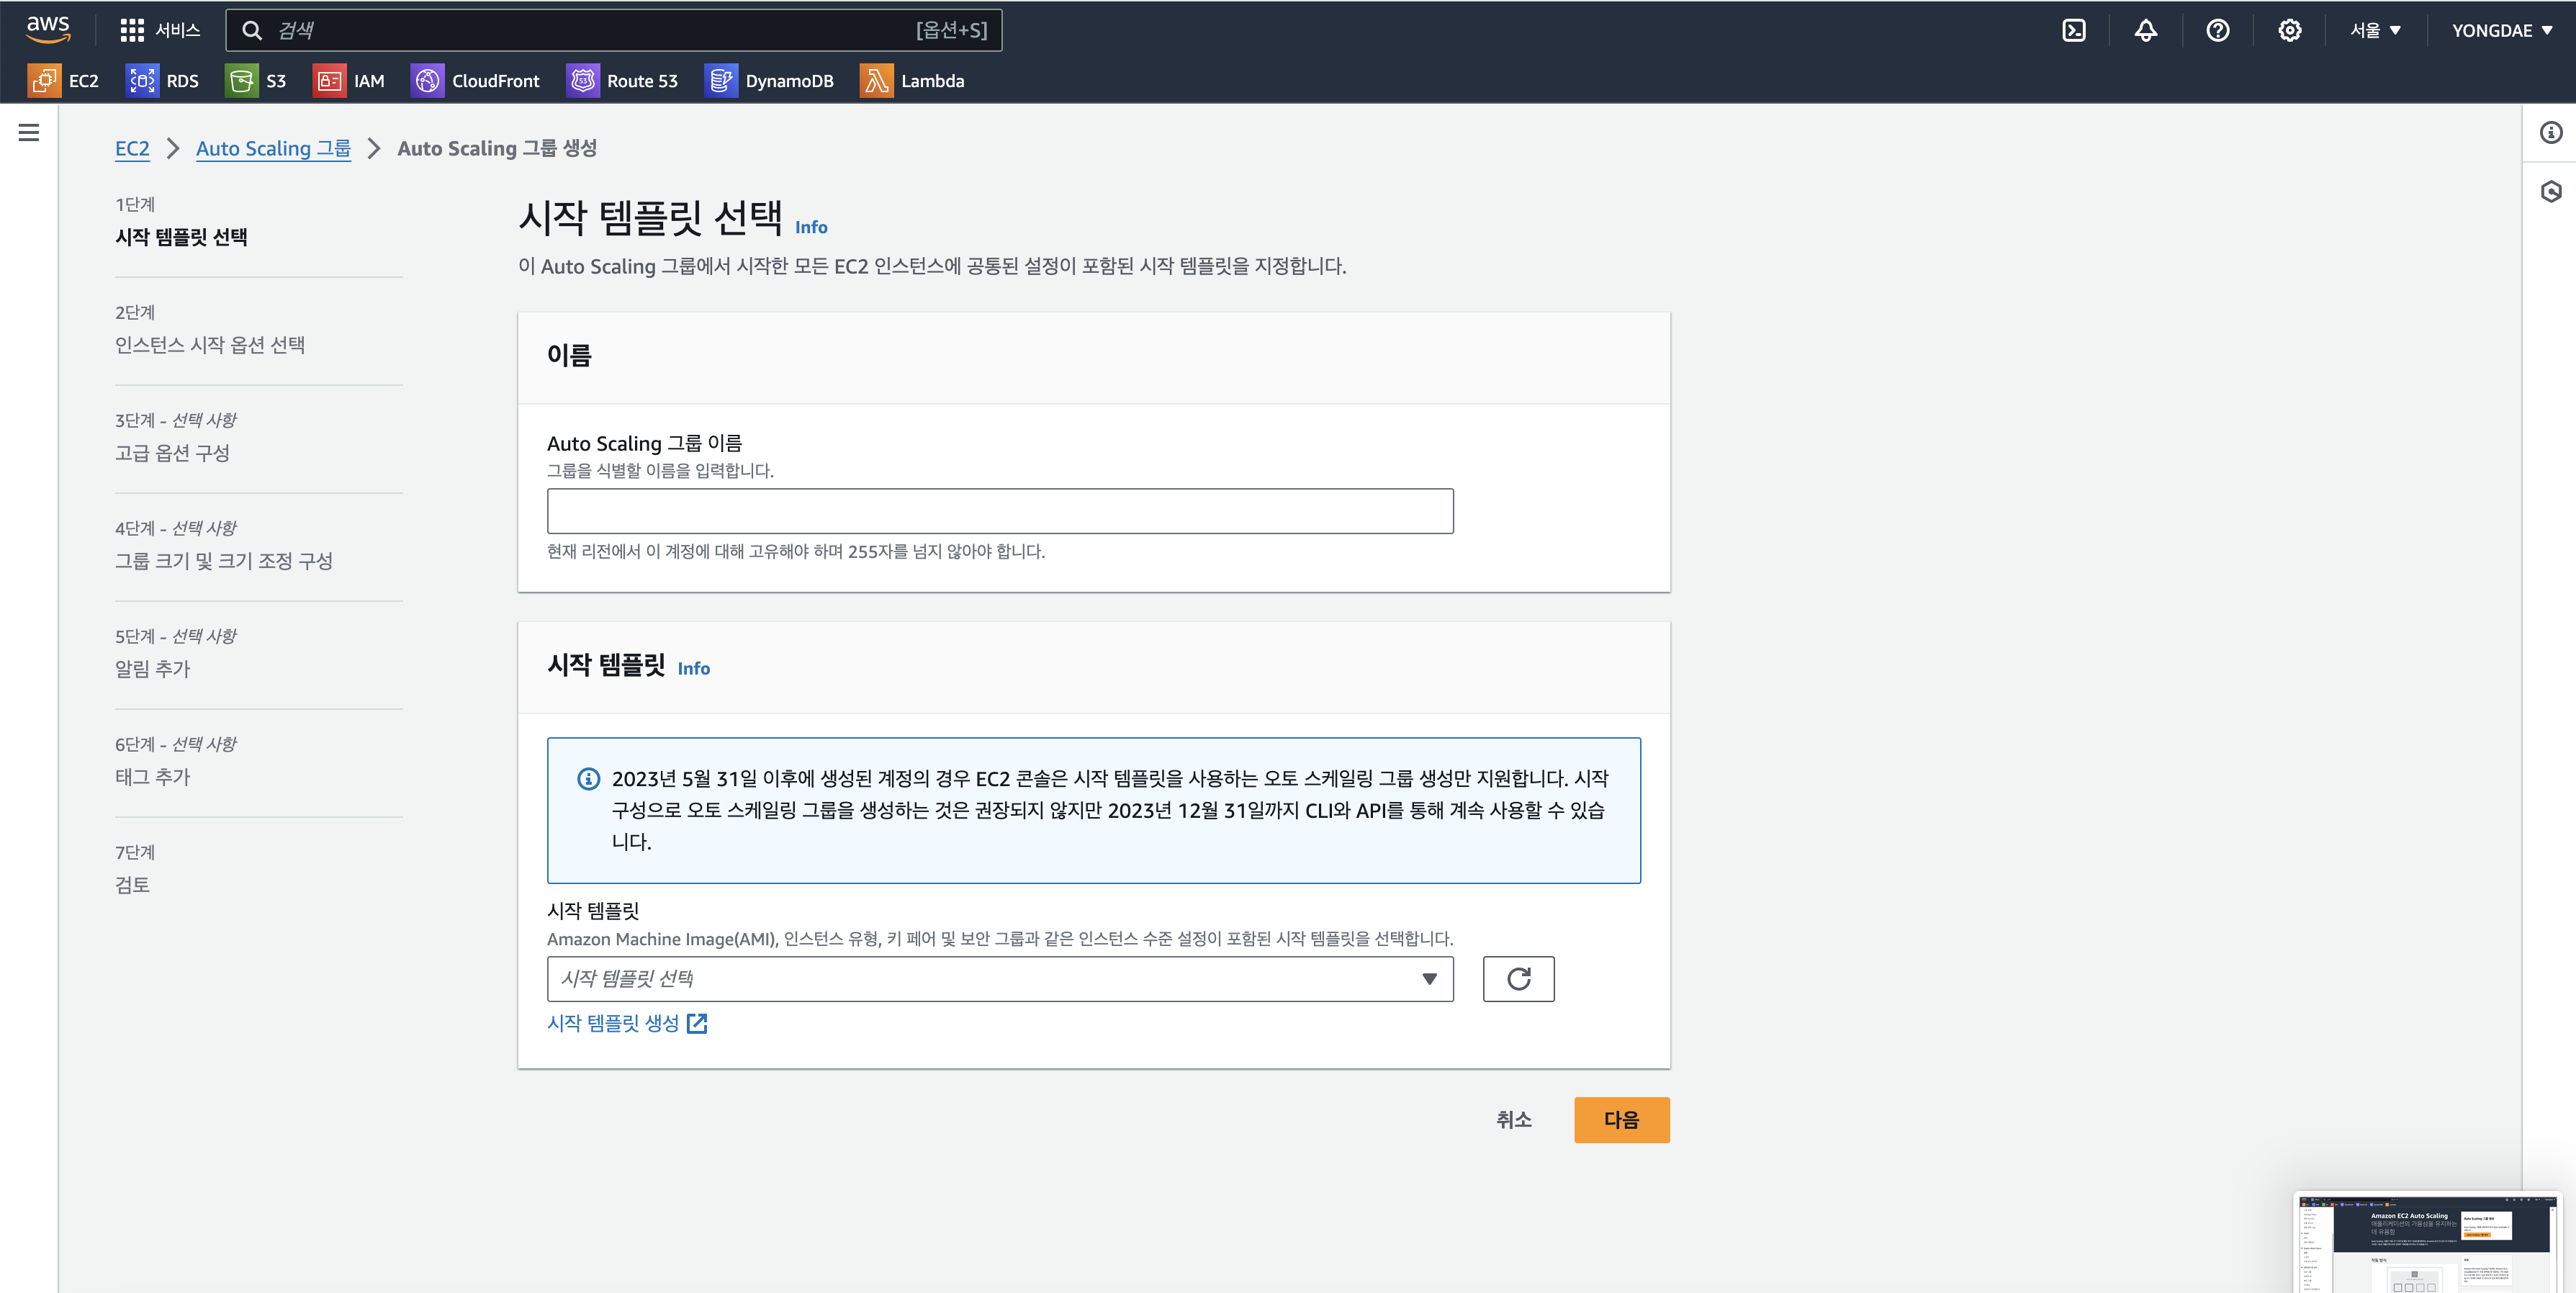 aws
서비스
검색
[옵션+S]
서울 ▼
YONGDAE ▼
EC2
RDS
S3
IAM
CloudFront
Route 53
DynamoDB
Lambda
EC2 > Auto Scaling 그룹 > Auto Scaling 그룹 생성
1단계
시작 템플릿 선택
2단계
인스턴스 시작 옵션 선택
3단계 - 선택 사항
고급 옵션 구성
4단계 - 선택 사항
그룹 크기 및 크기 조정 구성
5단계 - 선택 사항
알림 추가
6단계 - 선택 사항
태그 추가
7단계
검토
시작 템플릿 선택 Info
이 Auto Scaling 그룹에서 시작한 모든 EC2 인스턴스에 공통된 설정이 포함된 시작 템플릿을 지정합니다.
이름
Auto Scaling 그룹 이름
그룹을 식별할 이름을 입력합니다.
현재 리전에서 이 계정에 대해 고유해야 하며 255자를 넘지 않아야 합니다.
시작 템플릿 Info
2023년 5월 31일 이후에 생성된 계정의 경우 EC2 콘솔은 시작 템플릿을 사용하는 오토 스케일링 그룹 생성만 지원합니다. 시작
구성으로 오토 스케일링 그룹을 생성하는 것은 권장되지 않지만 2023년 12월 31일까지 CLI와 API를 통해 계속 사용할 수 있습
니다.
시작 템플릿
Amazon Machine Image(AMI), 인스턴스 유형, 키 페어 및 보안 그룹과 같은 인스턴스 수준 설정이 포함된 시작 템플릿을 선택합니다.
시작 템플릿 선택
시작 템플릿 생성
취소
다음
Amazon EC2 Auto Scaling